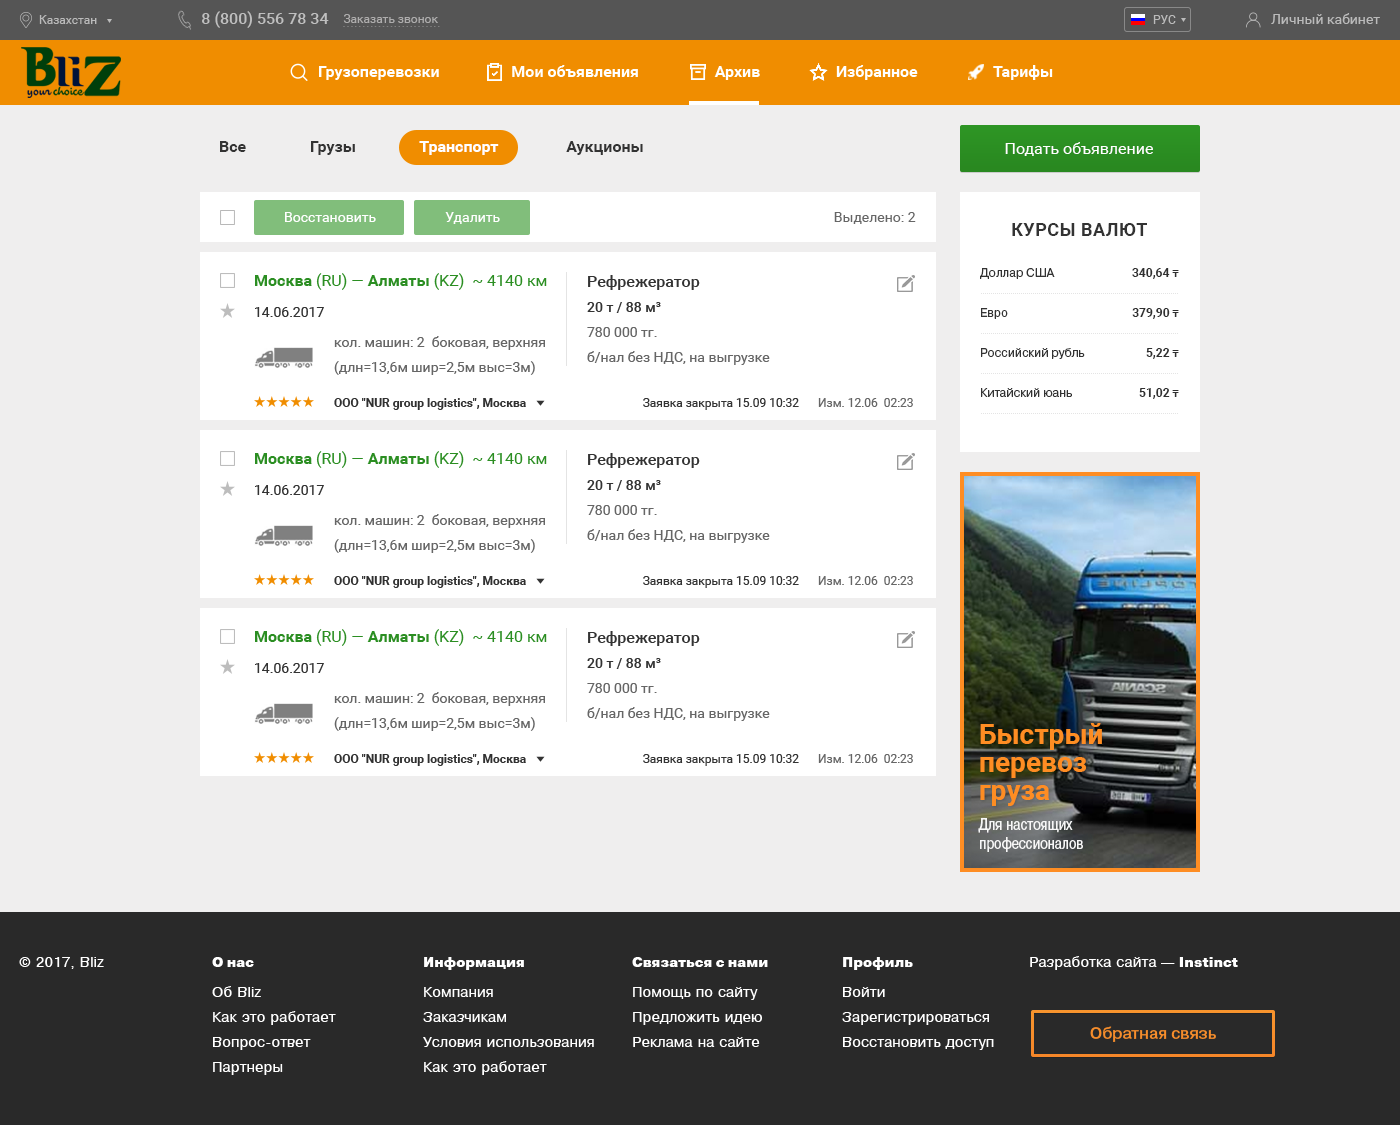 Казахстан
8 (800) 556 78 34 Заказать звонок
РУС
Личный кабинет
Bliz
your choice
Грузоперевозки
Мои объявления
Архив
Избранное
Тарифы
Все
Грузы
Транспорт
Аукционы
Подать объявление
Восстановить
Удалить
Выделено: 2
Москва (RU) — Алматы (KZ) ~ 4140 км
14.06.2017
кол. машин: 2 боковая, верхняя
(длн=13,6м шир=2,5м выс=3м)
Рефрежератор
20 т / 88 м³
780 000 тг.
б/нал без НДС, на выгрузке
ООО "NUR group logistics", Москва
Заявка закрыта 15.09 10:32
Изм. 12.06 02:23
Москва (RU) — Алматы (KZ) ~ 4140 км
14.06.2017
кол. машин: 2 боковая, верхняя
(длн=13,6м шир=2,5м выс=3м)
Рефрежератор
20 т / 88 м³
780 000 тг.
б/нал без НДС, на выгрузке
ООО "NUR group logistics", Москва
Заявка закрыта 15.09 10:32
Изм. 12.06 02:23
Москва (RU) — Алматы (KZ) ~ 4140 км
14.06.2017
кол. машин: 2 боковая, верхняя
(длн=13,6м шир=2,5м выс=3м)
Рефрежератор
20 т / 88 м³
780 000 тг.
б/нал без НДС, на выгрузке
ООО "NUR group logistics", Москва
Заявка закрыта 15.09 10:32
Изм. 12.06 02:23
КУРСЫ ВАЛЮТ
Доллар США 340,64 ₸
Евро 379,90 ₸
Российский рубль 5,22 ₸
Китайский юань 51,02 ₸
SCANIA
Быстрый
перевоз
груза
Для настоящих
профессионалов
© 2017, Bliz
О нас
Об Bliz
Как это работает
Вопрос-ответ
Партнеры
Информация
Компания
Заказчикам
Условия использования
Как это работает
Связаться с нами
Помощь по сайту
Предложить идею
Реклама на сайте
Профиль
Войти
Зарегистрироваться
Восстановить доступ
Разработка сайта — Instinct
Обратная связь